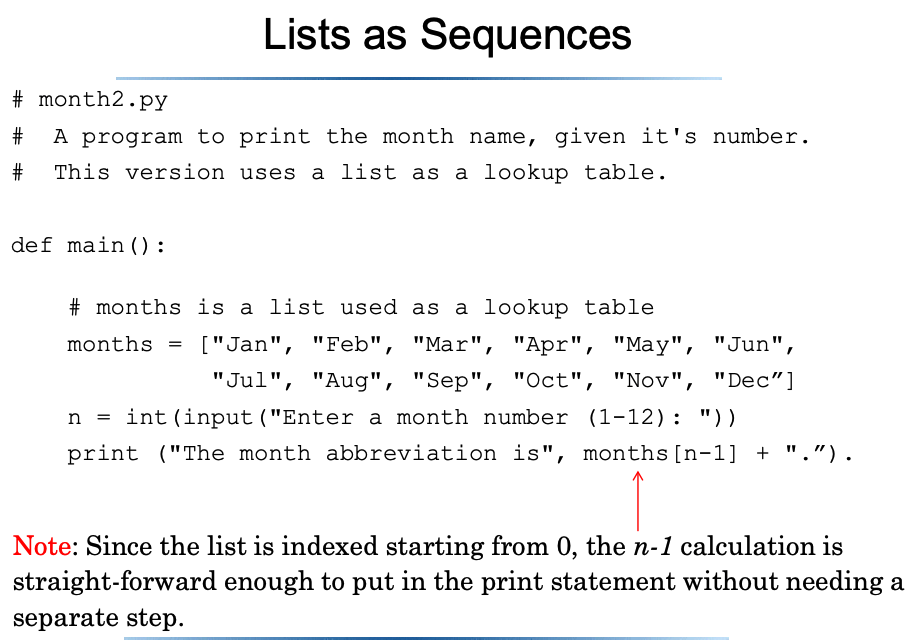 Lists as Sequences
# month2.py
#  A program to print the month name, given it's number.
#  This version uses a list as a lookup table.
def main():
    # months is a list used as a lookup table
    months = ["Jan", "Feb", "Mar", "Apr", "May", "Jun",
              "Jul", "Aug", "Sep", "Oct", "Nov", "Dec”]
    n = int(input("Enter a month number (1-12): "))
    print ("The month abbreviation is", months[n-1] + ".”).
Note: Since the list is indexed starting from 0, the n-1 calculation is
straight-forward enough to put in the print statement without needing a
separate step.